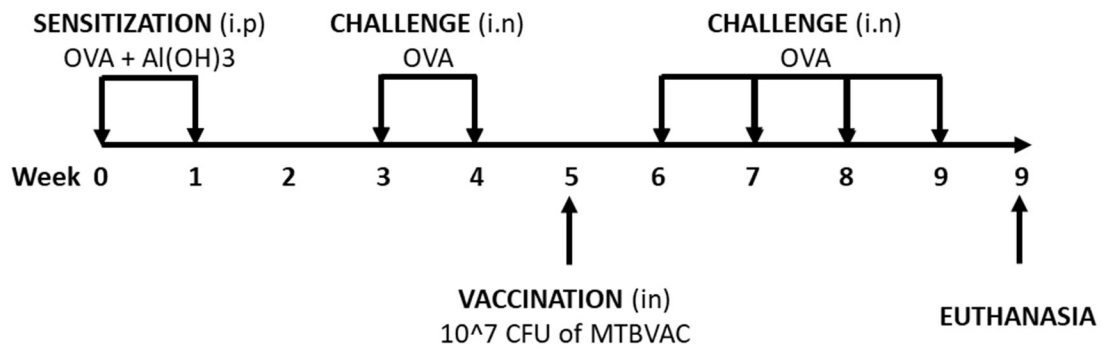 SENSITIZATION (i.p)
OVA + Al(OH)3
CHALLENGE (i.n)
OVA
CHALLENGE (i.n)
OVA
Week 0 1 2 3 4 5 6 7 8 9 9
VACCINATION (in)
10^7 CFU of MTBVAC
EUTHANASIA